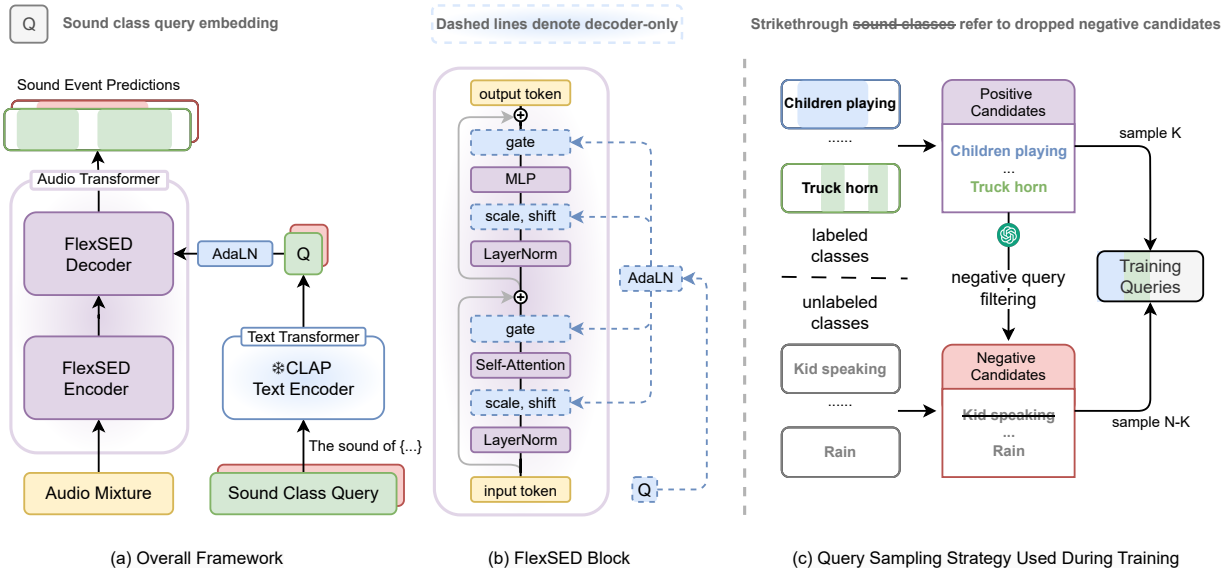 Q
Sound class query embedding
Dashed lines denote decoder-only
Strikethrough sound classes refer to dropped negative candidates
Sound Event Predictions
Audio Transformer
FlexSED
Decoder
AdaLN
Q
FlexSED
Encoder
Text Transformer
❄CLAP
Text Encoder
The sound of {...}
Audio Mixture
Sound Class Query
(a) Overall Framework
output token
gate
MLP
scale, shift
LayerNorm
AdaLN
gate
Self-Attention
scale, shift
LayerNorm
input token
Q
(b) FlexSED Block
Children playing
......
Truck horn
labeled
classes
unlabeled
classes
Kid speaking
......
Rain
Positive
Candidates
Children playing
...
Truck horn
sample K
negative query
filtering
Training
Queries
Negative
Candidates
Kid speaking
...
Rain
sample N-K
(c) Query Sampling Strategy Used During Training